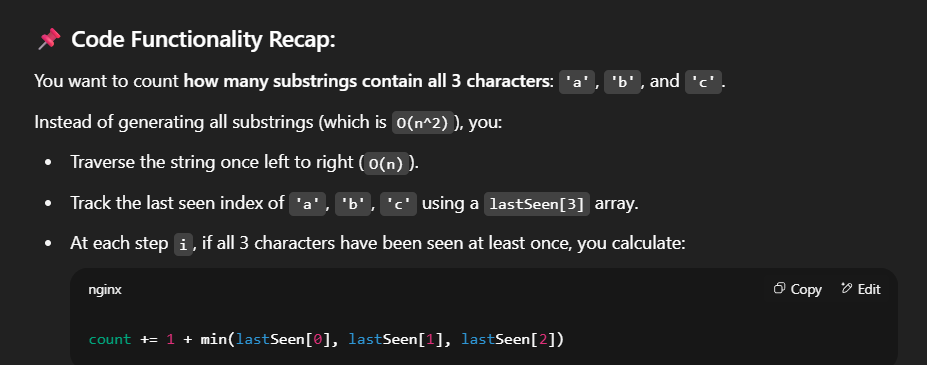 📌 Code Functionality Recap:
You want to count how many substrings contain all 3 characters: 'a', 'b', and 'c'.
Instead of generating all substrings (which is O(n^2)), you:
• Traverse the string once left to right (O(n)).
• Track the last seen index of 'a', 'b', 'c' using a lastSeen[3] array.
• At each step i, if all 3 characters have been seen at least once, you calculate:
nginx Copy Edit
count += 1 + min(lastSeen[0], lastSeen[1], lastSeen[2])